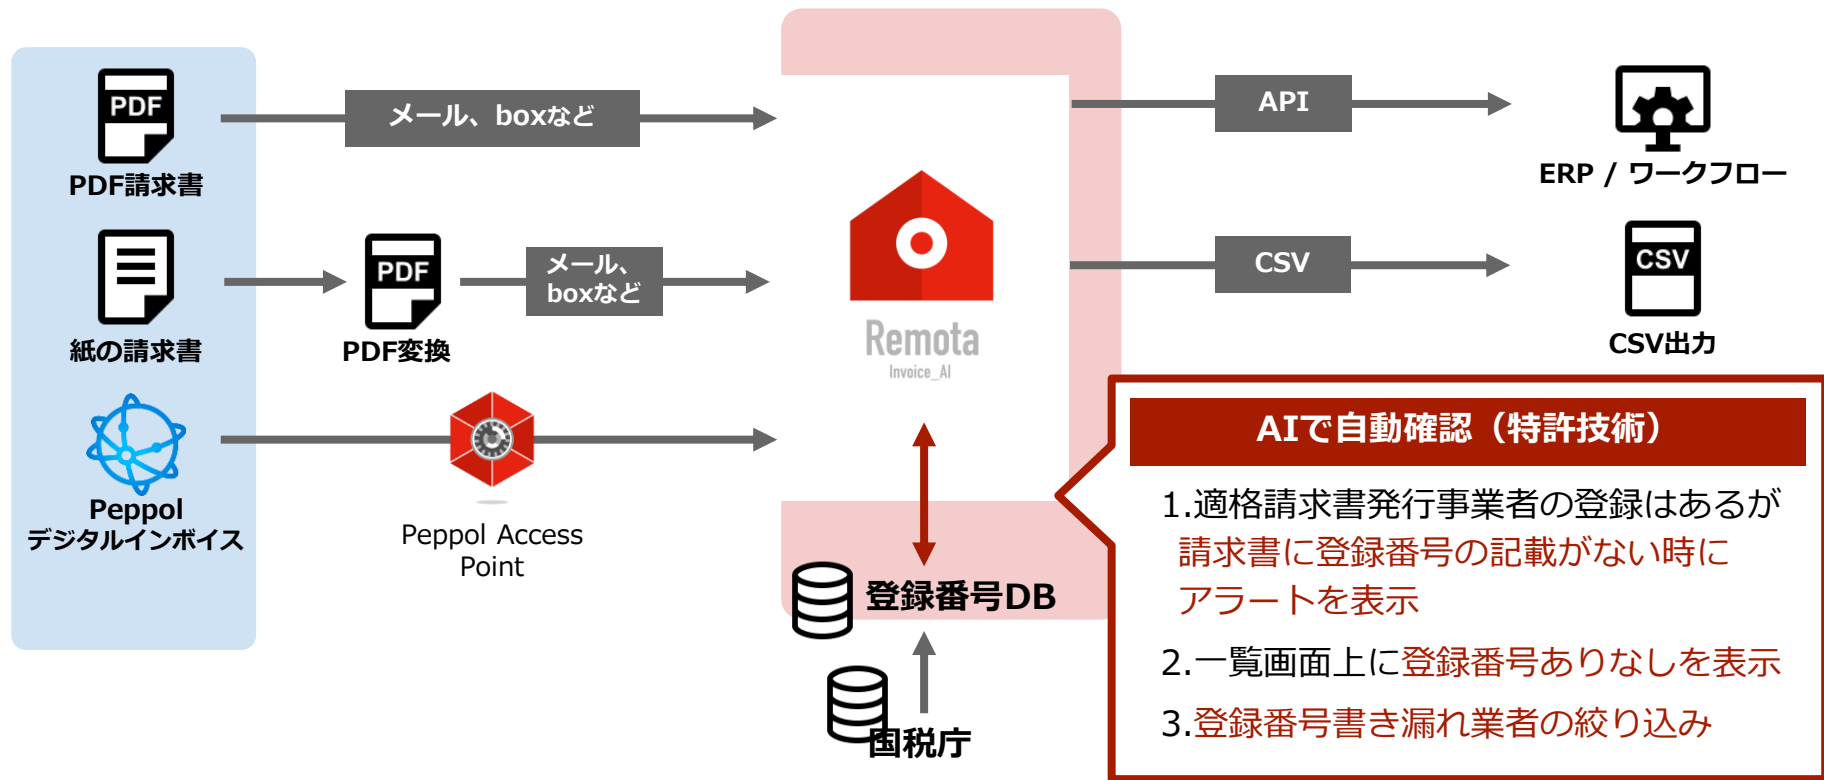 PDF
PDF請求書
メール、boxなど
API
ERP / ワークフロー
紙の請求書
PDF
PDF変換
メール、
boxなど
Remota
Invoice_AI
CSV
CSV
CSV出力
Peppol
デジタルインボイス
Peppol Access
Point
登録番号DB
国税庁
AIで自動確認（特許技術）
1.適格請求書発行事業者の登録はあるが
請求書に登録番号の記載がない時に
アラートを表示
2.一覧画面上に登録番号ありなしを表示
3.登録番号書き漏れ業者の絞り込み